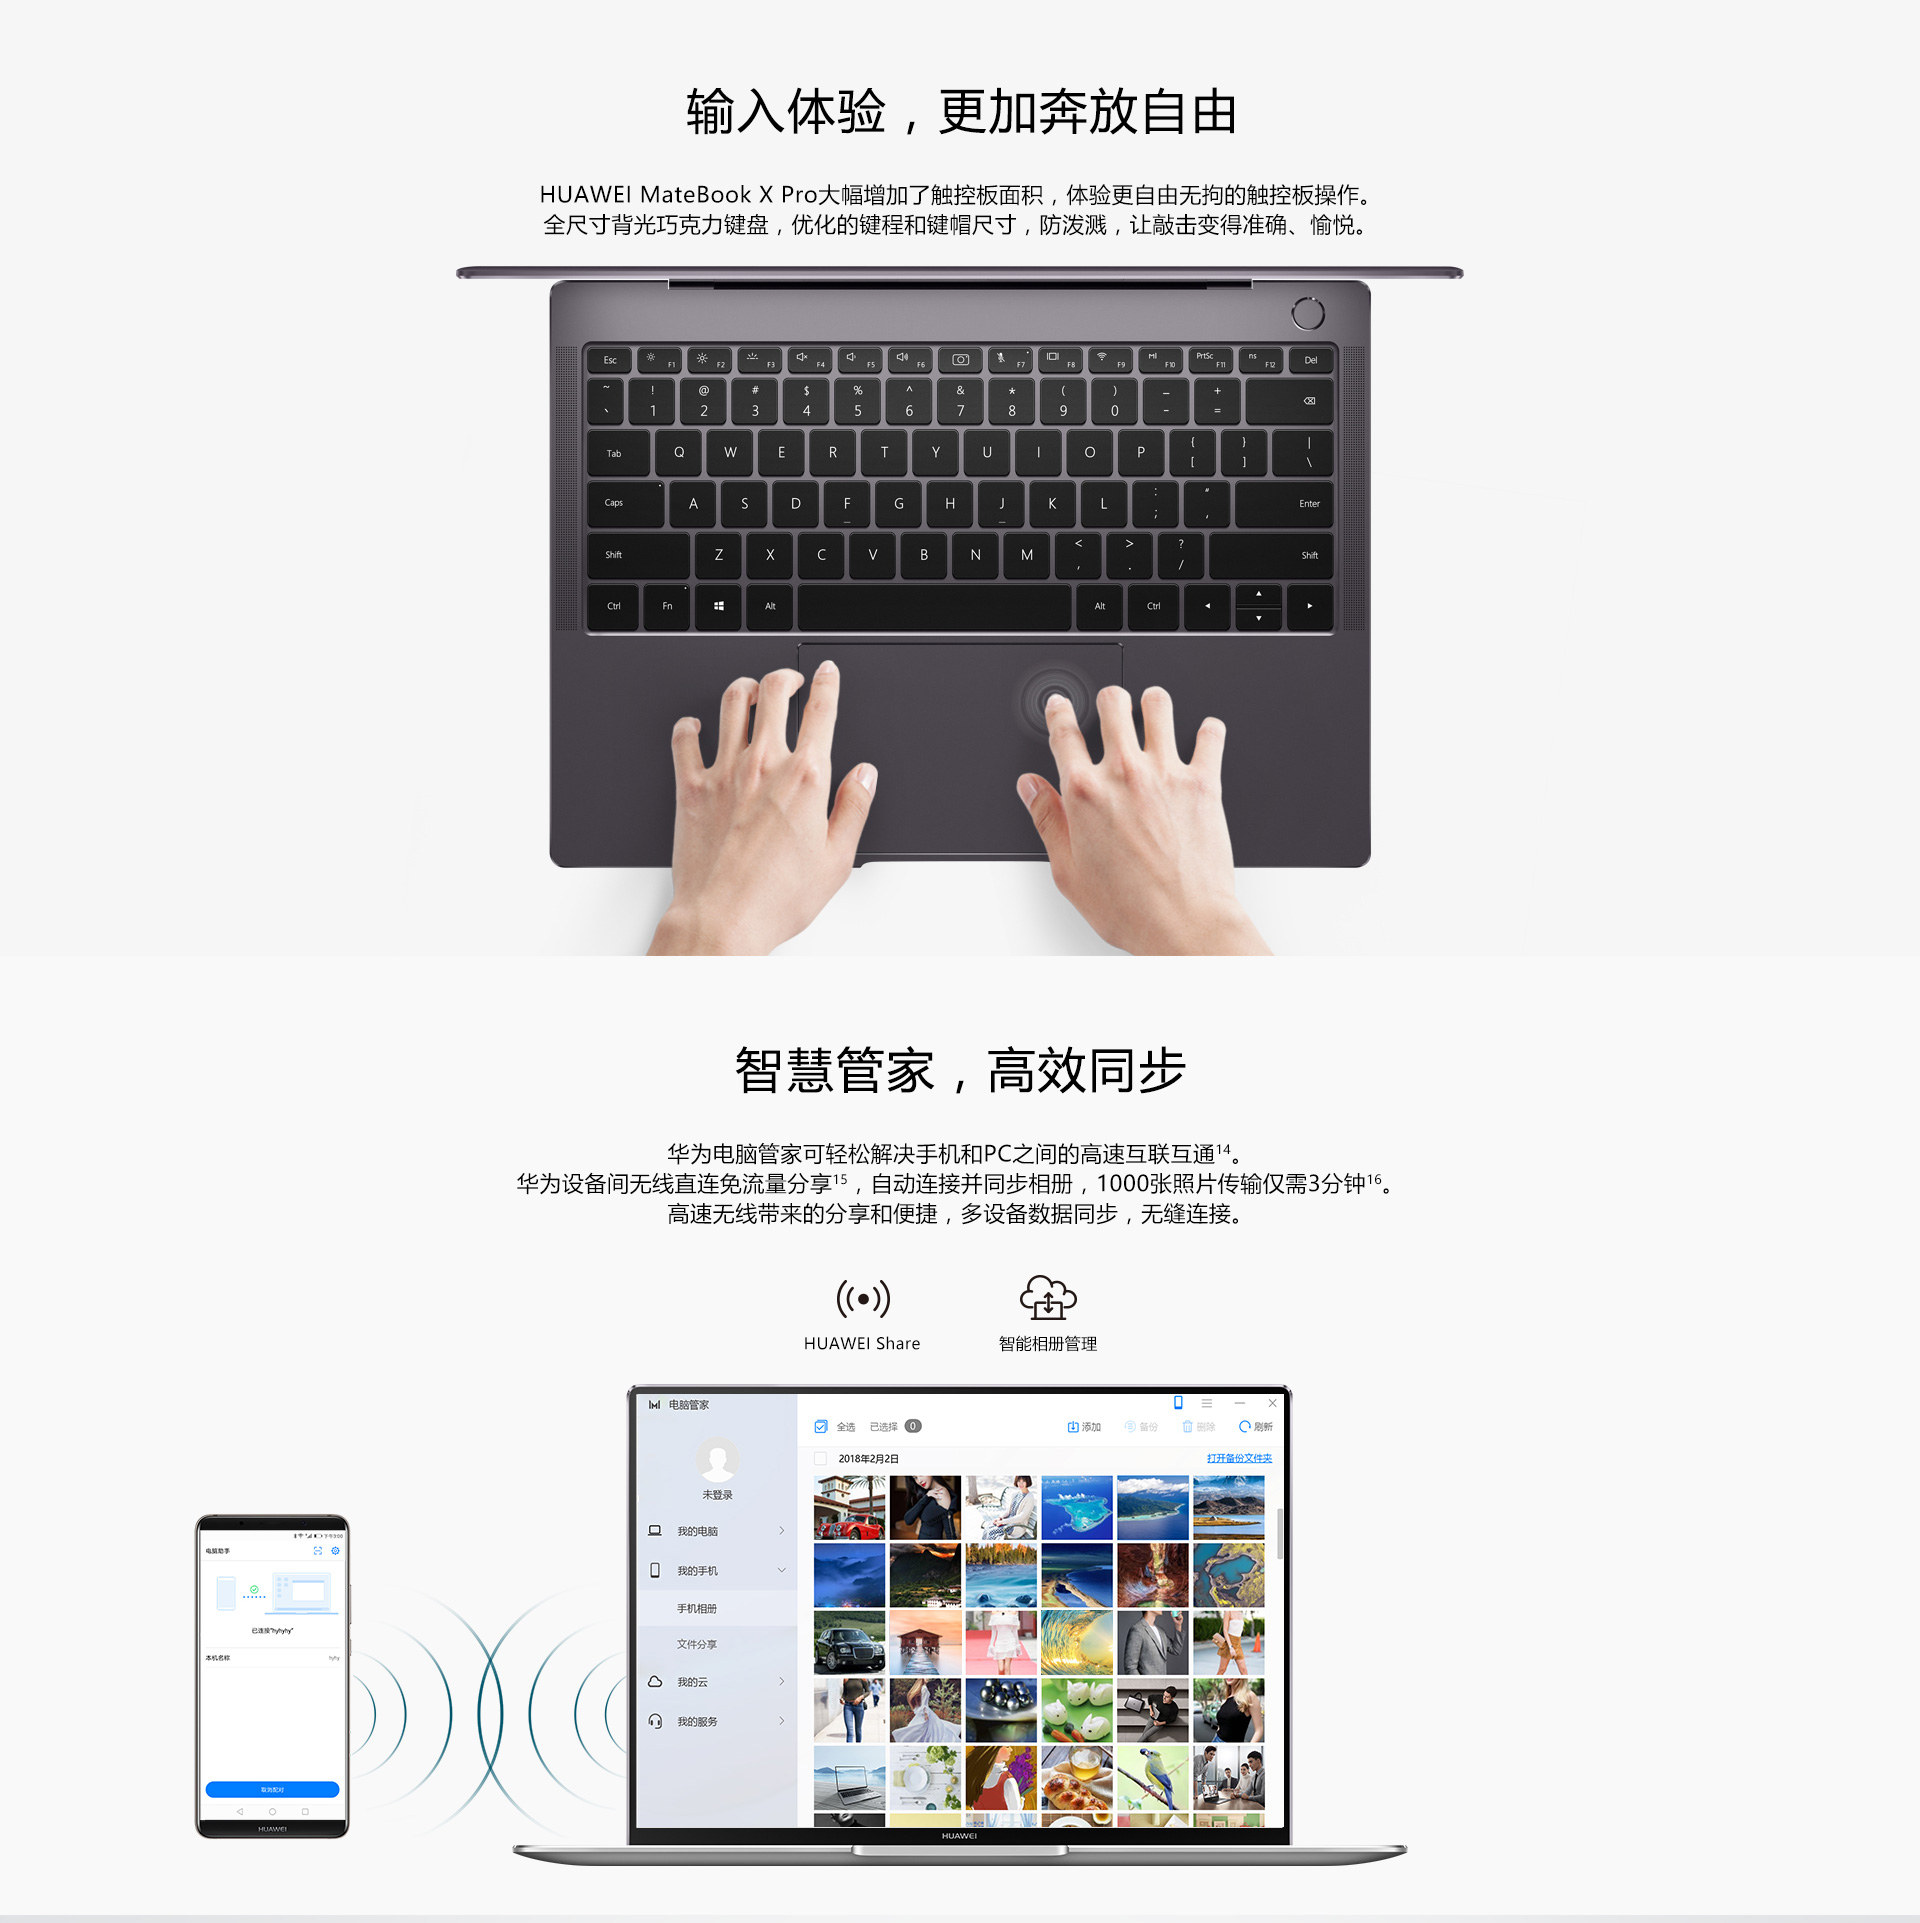 输入体验，更加奔放自由
HUAWEI MateBook X Pro大幅增加了触控板面积，体验更自由无拘的触控板操作。
全尺寸背光巧克力键盘，优化的键程和键帽尺寸，防泼溅，让敲击变得准确、愉悦。
Esc F1 F2 F3 F4 F5 F6 F7 F8 F9 F10 PrtSc F11 ns F12 Del
~ ! @ # $ % ^ & * ( ) _ +
` 1 2 3 4 5 6 7 8 9 0 - =
Tab Q W E R T Y U I O P { [ } ] | \
Caps A S D F G H J K L : ; " ' Enter
Shift Z X C V B N M < , > . ? / Shift
Ctrl Fn Alt Alt Ctrl
智慧管家，高效同步
华为电脑管家可轻松解决手机和PC之间的高速互联互通14。
华为设备间无线直连免流量分享15，自动连接并同步相册，1000张照片传输仅需3分钟16。
高速无线带来的分享和便捷，多设备数据同步，无缝连接。
HUAWEI Share
智能相册管理
电脑管家
全选 已选择 0 添加 备份 删除 刷新
2018年2月2日 打开备份文件夹
未登录
我的电脑
我的手机
手机相册
文件分享
我的云
我的服务
HUAWEI
下午3:00
电脑助手
已连接"hyhyhy"
本机名称 hyhy
取消配对
HUAWEI